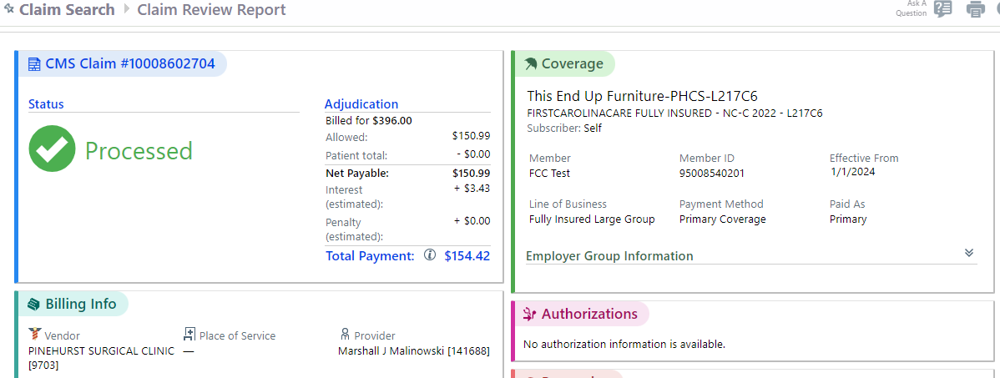 Claim Search Claim Review Report
Ask A
Question
CMS Claim #10008602704
Status
Processed
Adjudication
Billed for $396.00
Allowed: $150.99
Patient total: - $0.00
Net Payable: $150.99
Interest + $3.43
(estimated):
Penalty + $0.00
(estimated):
Total Payment: $154.42
Coverage
This End Up Furniture-PHCS-L217C6
FIRSTCAROLINACARE FULLY INSURED - NC-C 2022 - L217C6
Subscriber: Self
Member Member ID Effective From
FCC Test 95008540201 1/1/2024
Line of Business Payment Method Paid As
Fully Insured Large Group Primary Coverage Primary
Employer Group Information
Billing Info
Vendor Place of Service Provider
PINEHURST SURGICAL CLINIC — Marshall J Malinowski [141688]
[9703]
Authorizations
No authorization information is available.